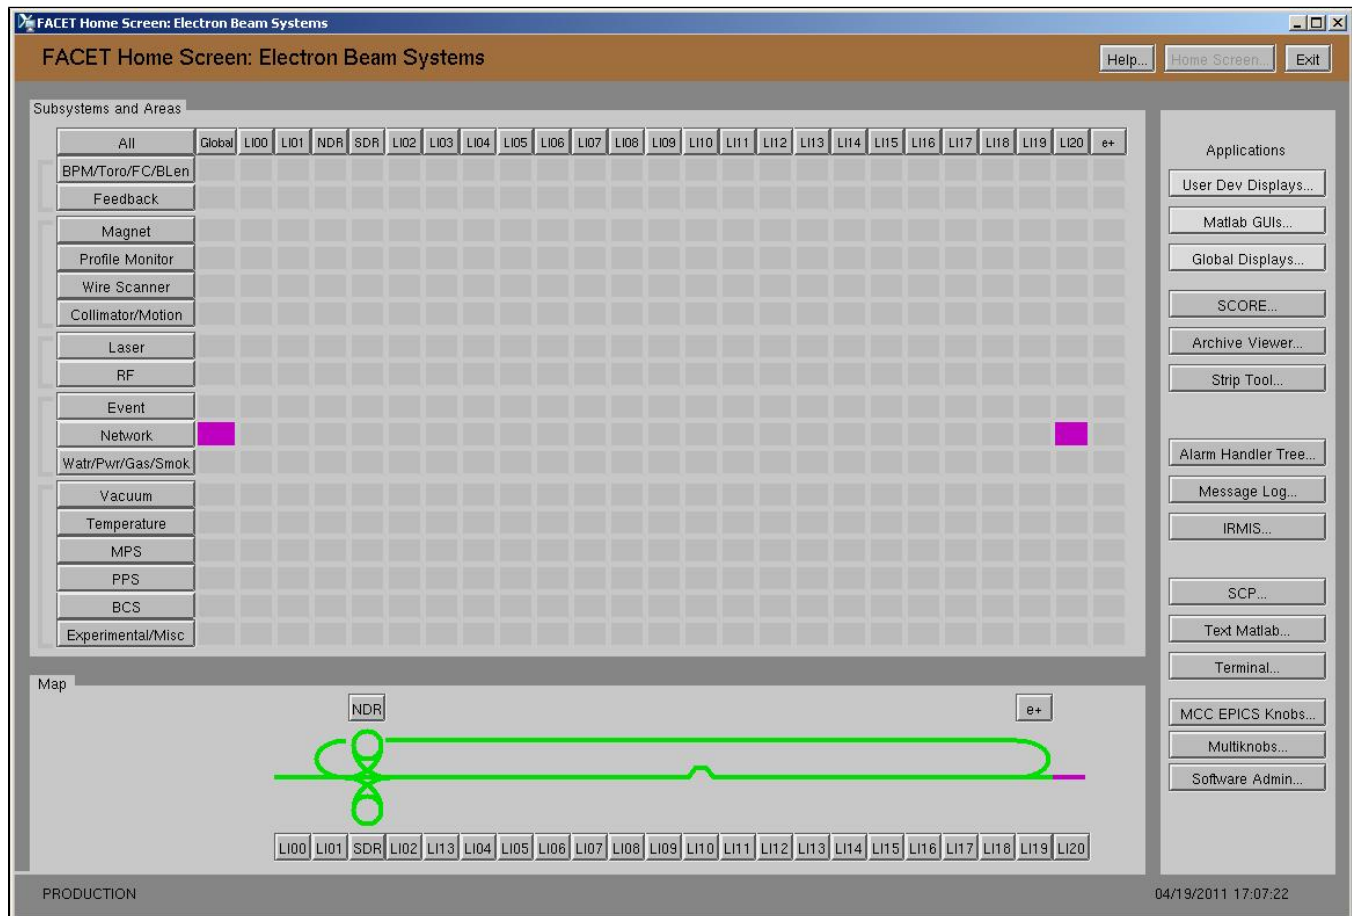 FACET Home Screen: Electron Beam Systems
FACET Home Screen: Electron Beam Systems
Help... Home Screen... Exit
Subsystems and Areas
All Global LI00 LI01 NDR SDR LI02 LI03 LI04 LI05 LI06 LI07 LI08 LI09 LI10 LI11 LI12 LI13 LI14 LI15 LI16 LI17 LI18 LI19 LI20 e+
BPM/Toro/FC/BLen
Feedback
Magnet
Profile Monitor
Wire Scanner
Collimator/Motion
Laser
RF
Event
Network
Watr/Pwr/Gas/Smok
Vacuum
Temperature
MPS
PPS
BCS
Experimental/Misc
Applications
User Dev Displays...
Matlab GUIs...
Global Displays...
SCORE...
Archive Viewer...
Strip Tool...
Alarm Handler Tree...
Message Log...
IRMIS...
SCP...
Text Matlab...
Terminal...
MCC EPICS Knobs...
Multiknobs...
Software Admin...
Map
NDR e+
LI00 LI01 SDR LI02 LI13 LI04 LI05 LI06 LI07 LI08 LI09 LI10 LI11 LI12 LI13 LI14 LI15 LI16 LI17 LI18 LI19 LI20
PRODUCTION 04/19/2011 17:07:22